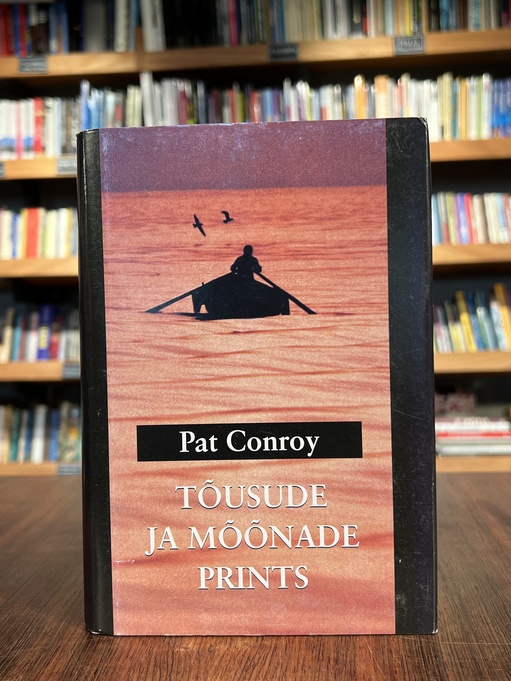 Pat Conroy
TÕUSUDE
JA MÕÕNADE
PRINTS